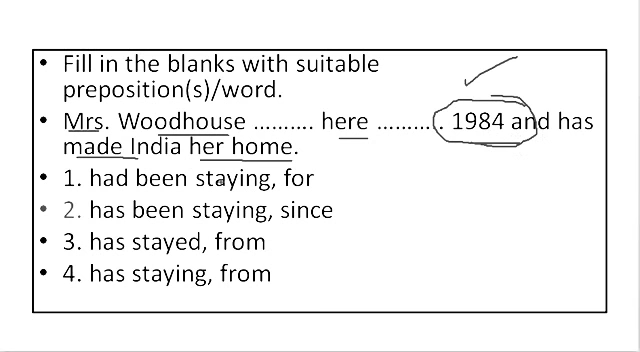 • Fill in the blanks with suitable
preposition(s)/word.
• Mrs. Woodhouse .......... here ........... 1984 and has
made India her home.
• 1. had been staying, for
• 2. has been staying, since
• 3. has stayed, from
• 4. has staying, from